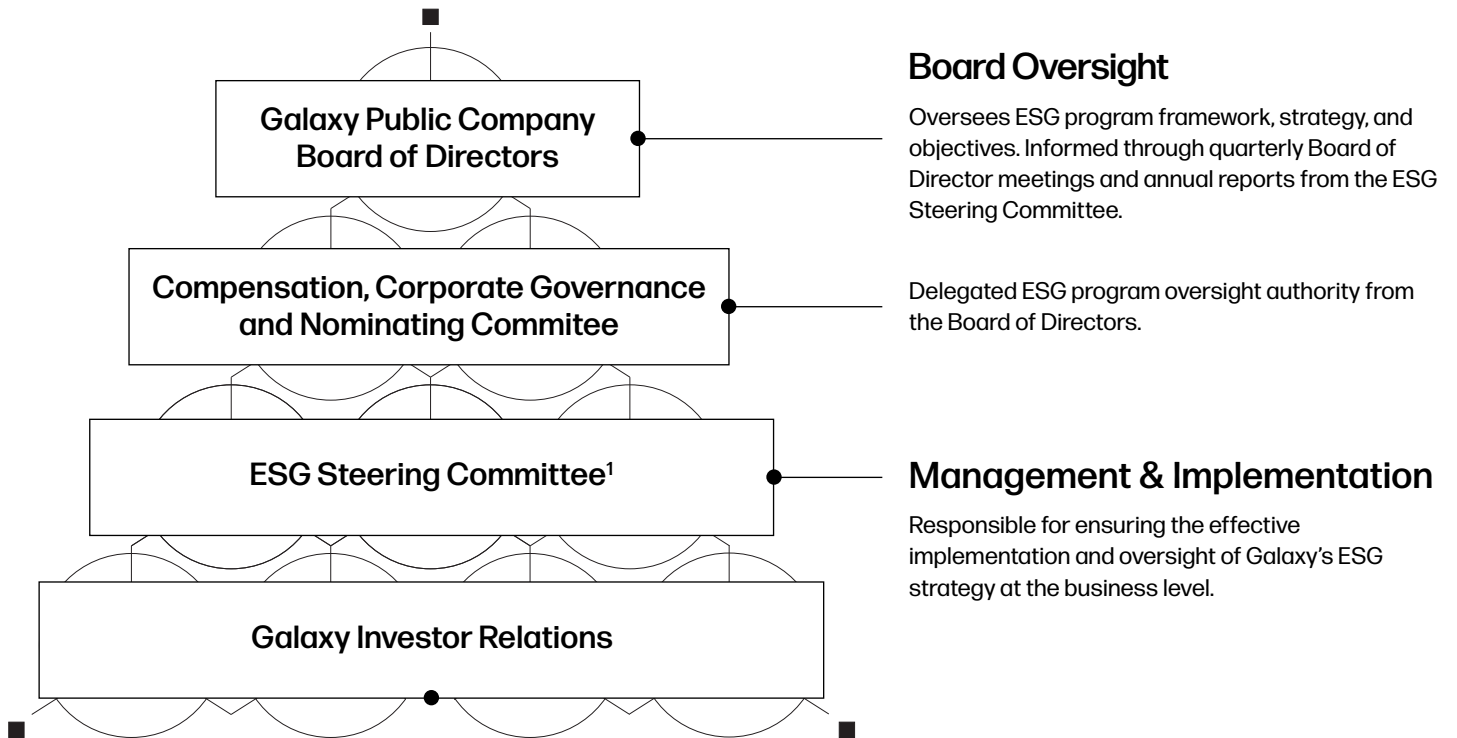 Galaxy Public Company
Board of Directors
Board Oversight
Oversees ESG program framework, strategy, and
objectives. Informed through quarterly Board of
Director meetings and annual reports from the ESG
Steering Committee.
Compensation, Corporate Governance
and Nominating Commitee
Delegated ESG program oversight authority from
the Board of Directors.
ESG Steering Committee¹
Management & Implementation
Responsible for ensuring the effective
implementation and oversight of Galaxy’s ESG
strategy at the business level.
Galaxy Investor Relations